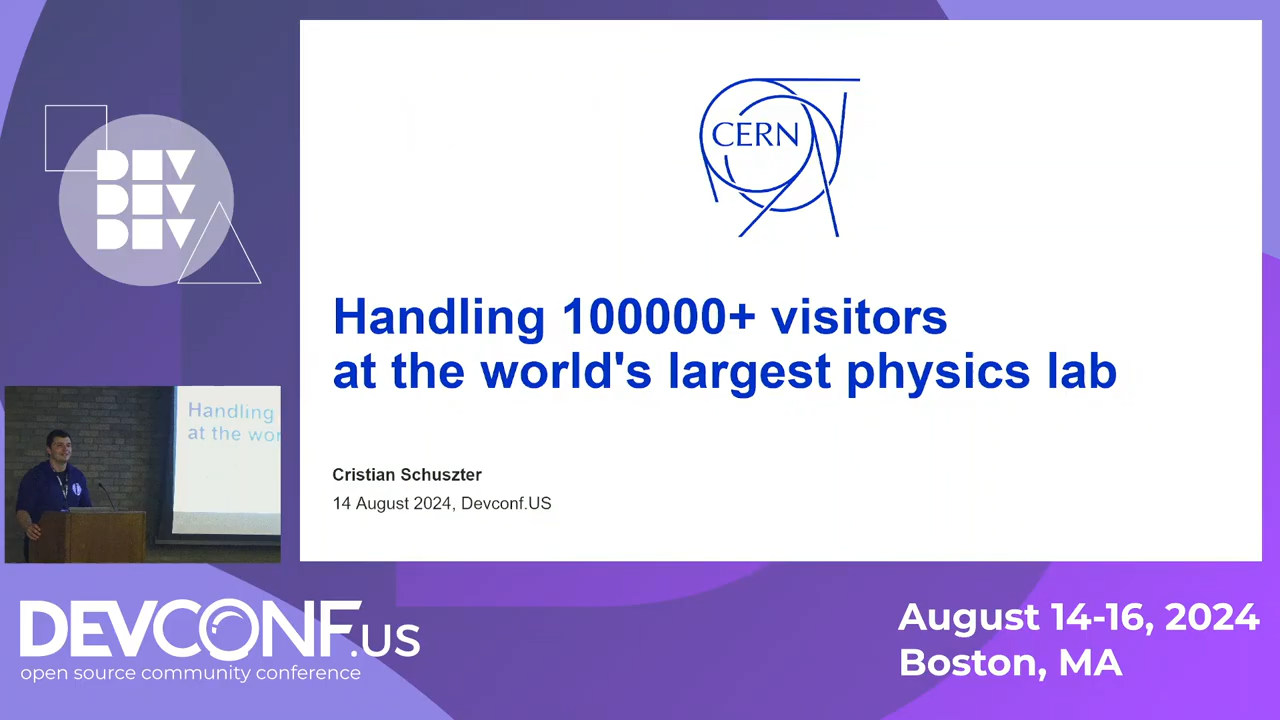 DEV
DEV
DEV
CERN
Handling 100000+ visitors
at the world's largest physics lab
Cristian Schuszter
14 August 2024, Devconf.US
Handling
at the wor
DEVCONF.US
open source community conference
August 14-16, 2024
Boston, MA